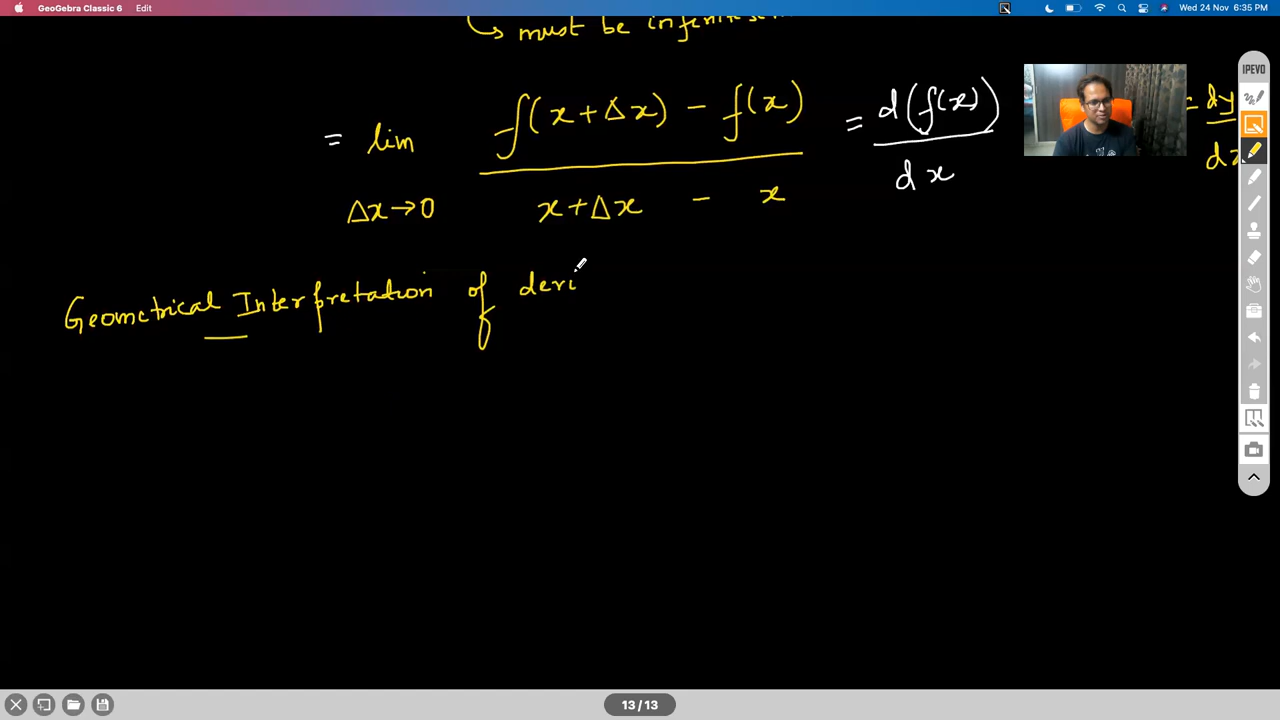 GeoGebra Classic 6 Edit Wed 24 Nov 6:35 PM
must be
IPEVO
= lim f(x+Δx) - f(x) = d(f(x)) = dy
Δx→0 x+Δx - x dx
Geometrical Interpretation of deri
13/13